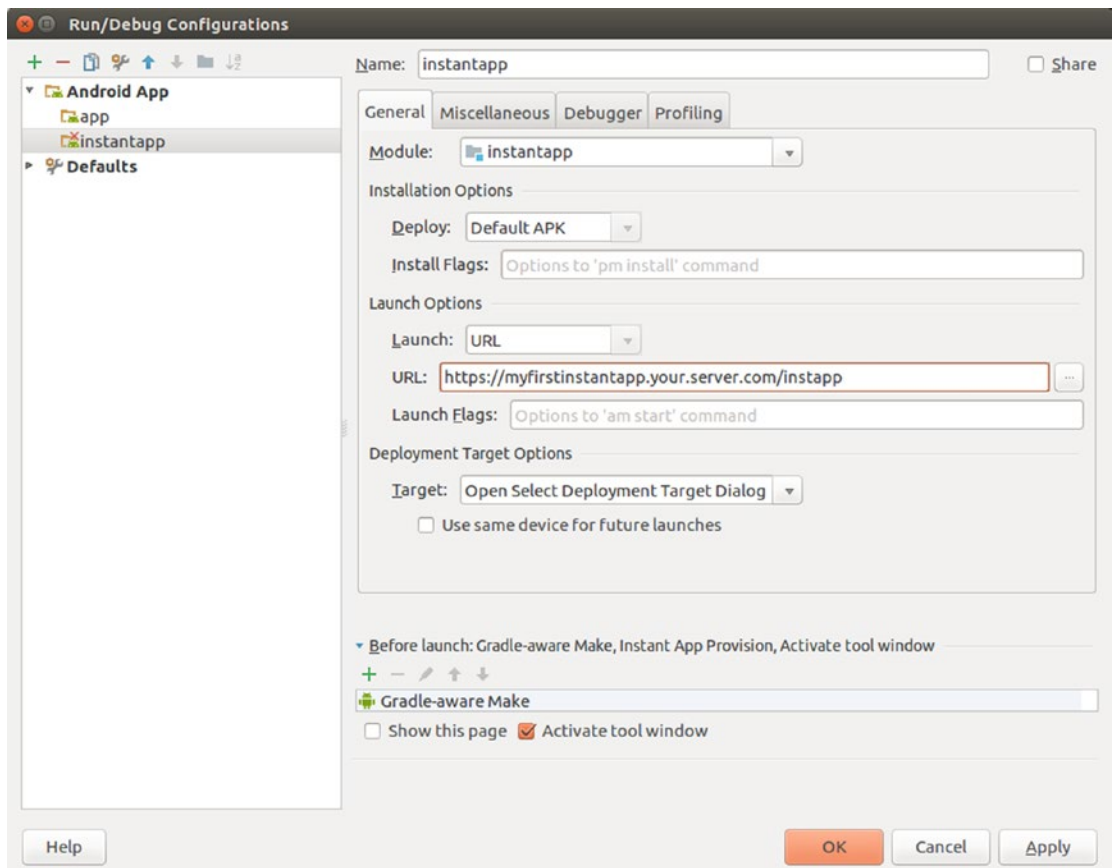 Run/Debug Configurations
Name: instantapp
Share
Android App
app
instantapp
Defaults
General Miscellaneous Debugger Profiling
Module: instantapp
Installation Options
Deploy: Default APK
Install Flags: Options to 'pm install' command
Launch Options
Launch: URL
URL: https://myfirstinstantapp.your.server.com/instapp ...
Launch Flags: Options to 'am start' command
Deployment Target Options
Target: Open Select Deployment Target Dialog
Use same device for future launches
Before launch: Gradle-aware Make, Instant App Provision, Activate tool window
Gradle-aware Make
Show this page Activate tool window
Help OK Cancel Apply